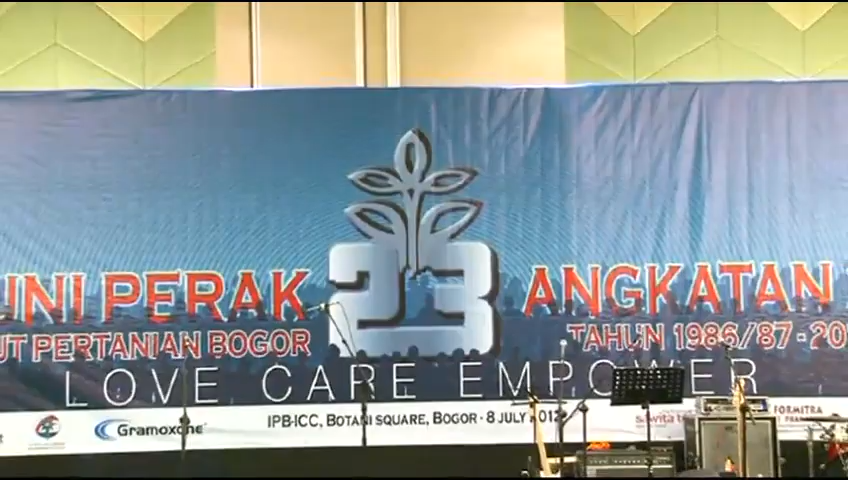 UNI PERAK 23 ANGKATAN
UT PERTANIAN BOGOR TAHUN 1986/87 - 20
LOVE CARE EMPOWER
Gramoxone IPB-ICC, BOTANI SQUARE, BOGOR - 8 JULY 2012 sawita FORMITRA